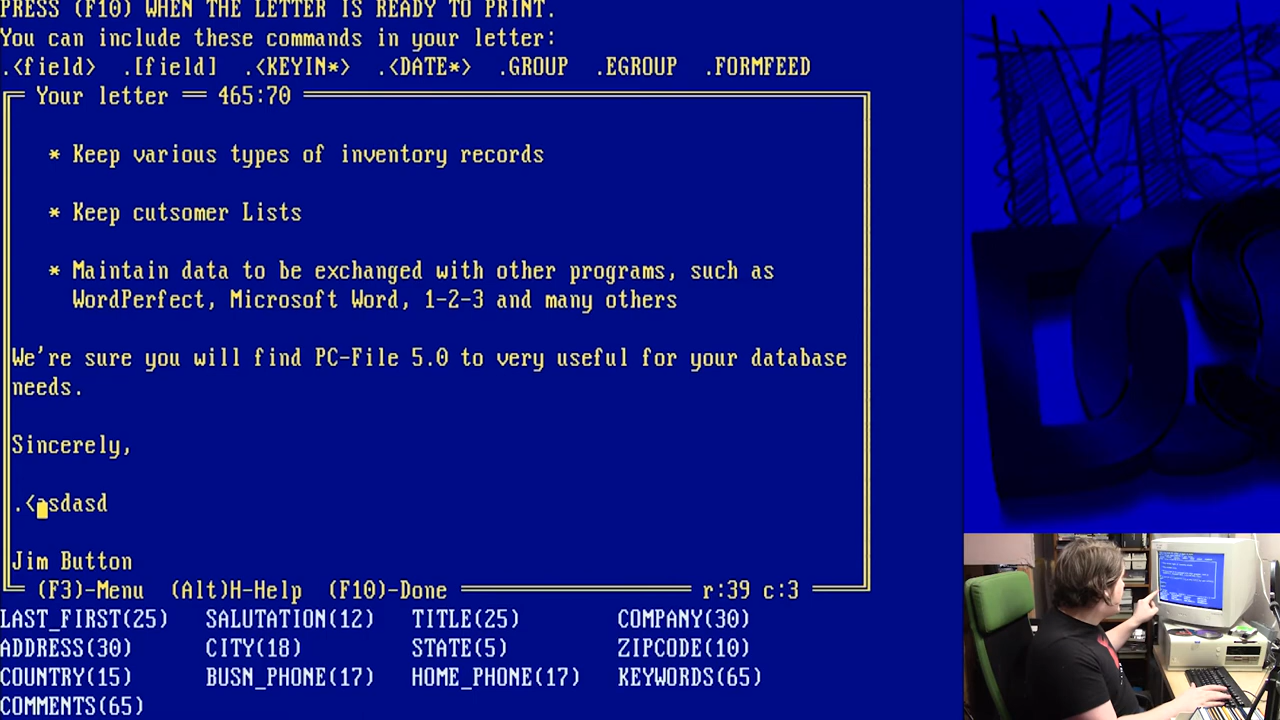 PRESS (F10) WHEN THE LETTER IS READY TO PRINT.
You can include these commands in your letter:
.<field> .[field] .<KEYIN*> .<DATE*> .GROUP .EGROUP .FORMFEED
Your letter 465:70
* Keep various types of inventory records
* Keep cutsomer Lists
* Maintain data to be exchanged with other programs, such as
WordPerfect, Microsoft Word, 1-2-3 and many others
We're sure you will find PC-File 5.0 to very useful for your database
needs.
Sincerely,
.<asdasd
Jim Button
(F3)-Menu (Alt)H-Help (F10)-Done r:39 c:3
LAST_FIRST(25) SALUTATION(12) TITLE(25) COMPANY(30)
ADDRESS(30) CITY(18) STATE(5) ZIPCODE(10)
COUNTRY(15) BUSN_PHONE(17) HOME_PHONE(17) KEYWORDS(65)
COMMENTS(65)
MS
DOS